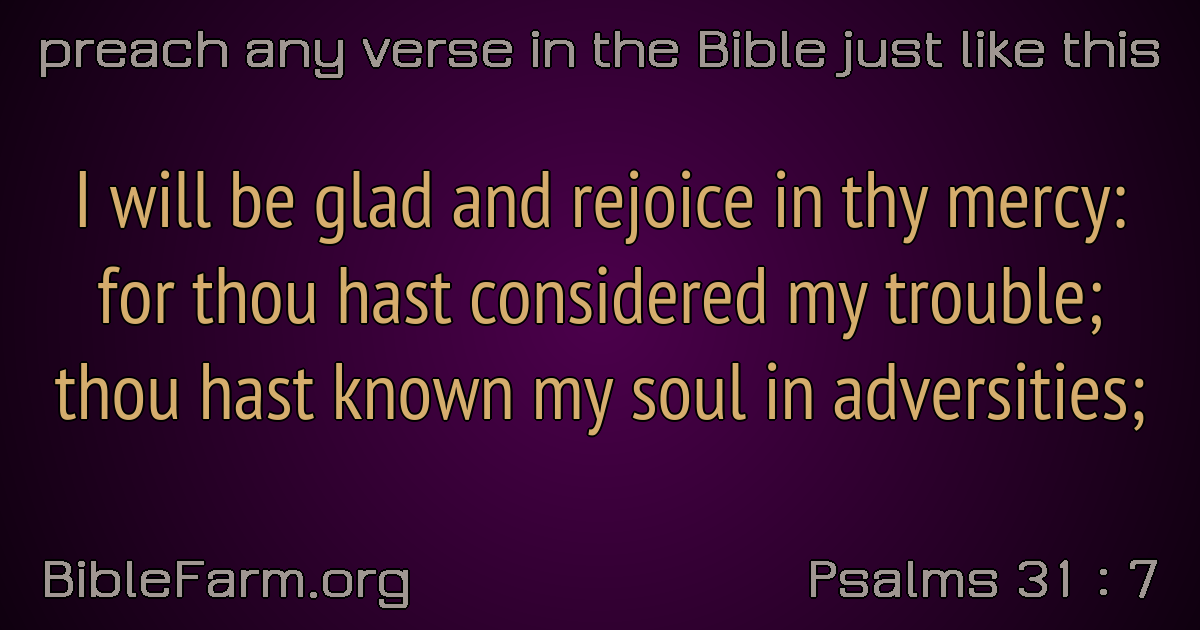 preach any verse in the Bible just like this
I will be glad and rejoice in thy mercy:
for thou hast considered my trouble;
thou hast known my soul in adversities;
BibleFarm.org
Psalms 31 : 7